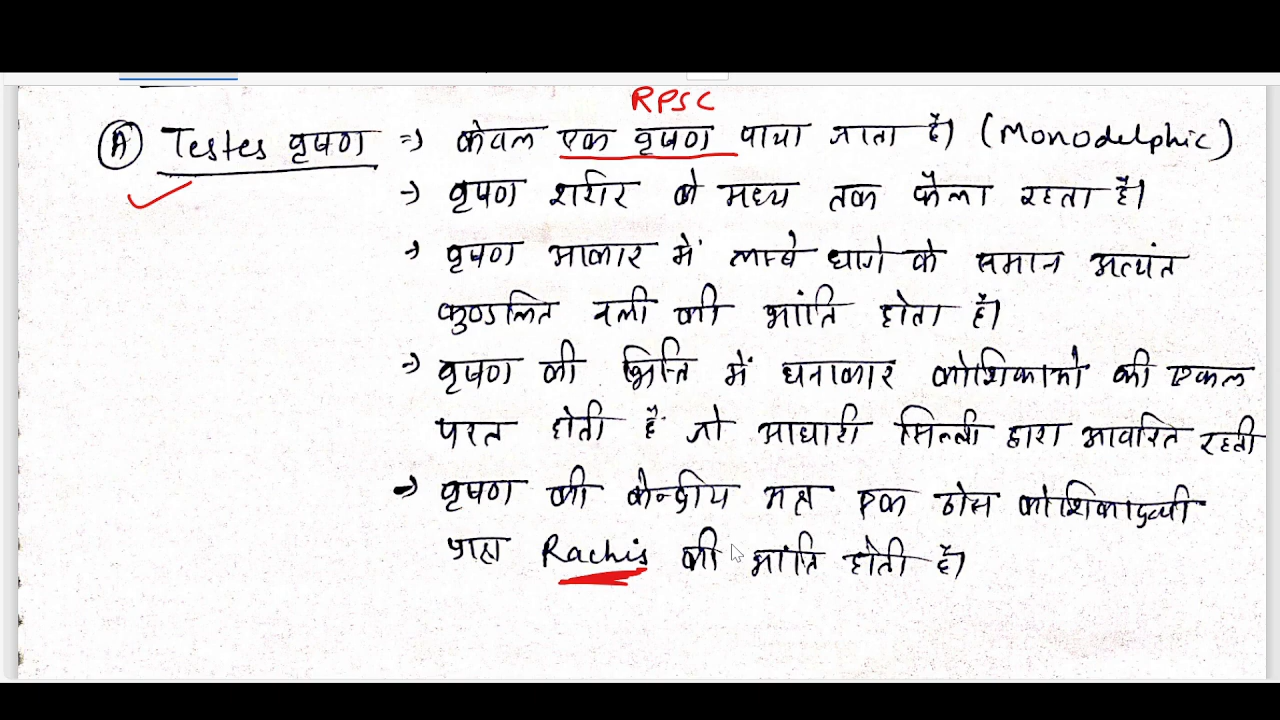 RPSC
(A) Testes वृषण ⇒ केवल एक वृषण पाया जाता है। (Monodelphic)
→ वृषण शरीर के मध्य तक फैला रहता है।
→ वृषण आकार में लम्बे धागे के समान अत्यंत
कुण्डलित नली की भांति होता है।
⇒ वृषण की भित्ति में घनाकार कोशिकाओ की एकल
परत होती है जो आधारी झिल्ली द्वारा आवरित रहती
→ वृषण की केन्द्रीय अक्ष एक ठोस कोशिकाद्रव्यी
अक्ष Rachis की भांति होती है।